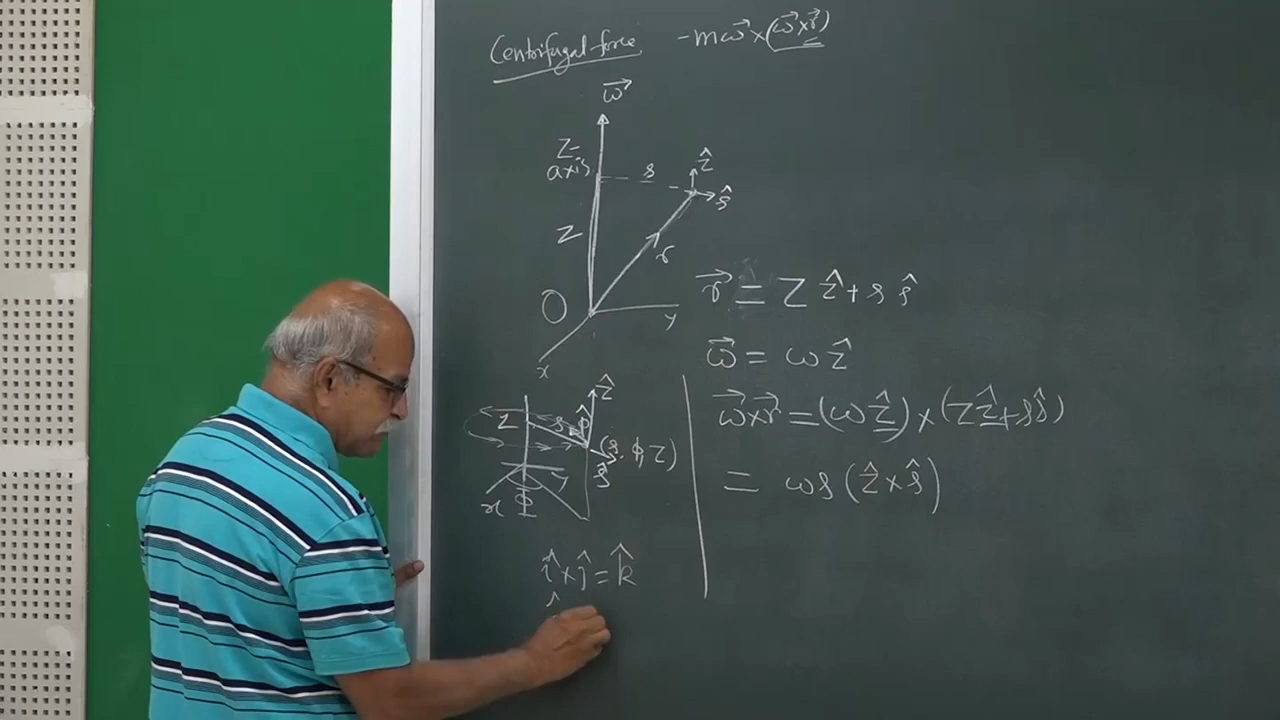 Centrifugal force -mω⃗×(ω⃗×r⃗)
ω⃗
Z-
axis
s
ẑ
ŝ
Z
r
O
y
x
r⃗ = Z ẑ + s ŝ
ω⃗ = ω ẑ
ω⃗×r⃗ = (ω ẑ) × (Z ẑ + s ŝ)
= ωs (ẑ × ŝ)
ẑ
Z
s
φ̂
(s, φ, Z)
ŝ
x
y
φ
î × ĵ = k̂